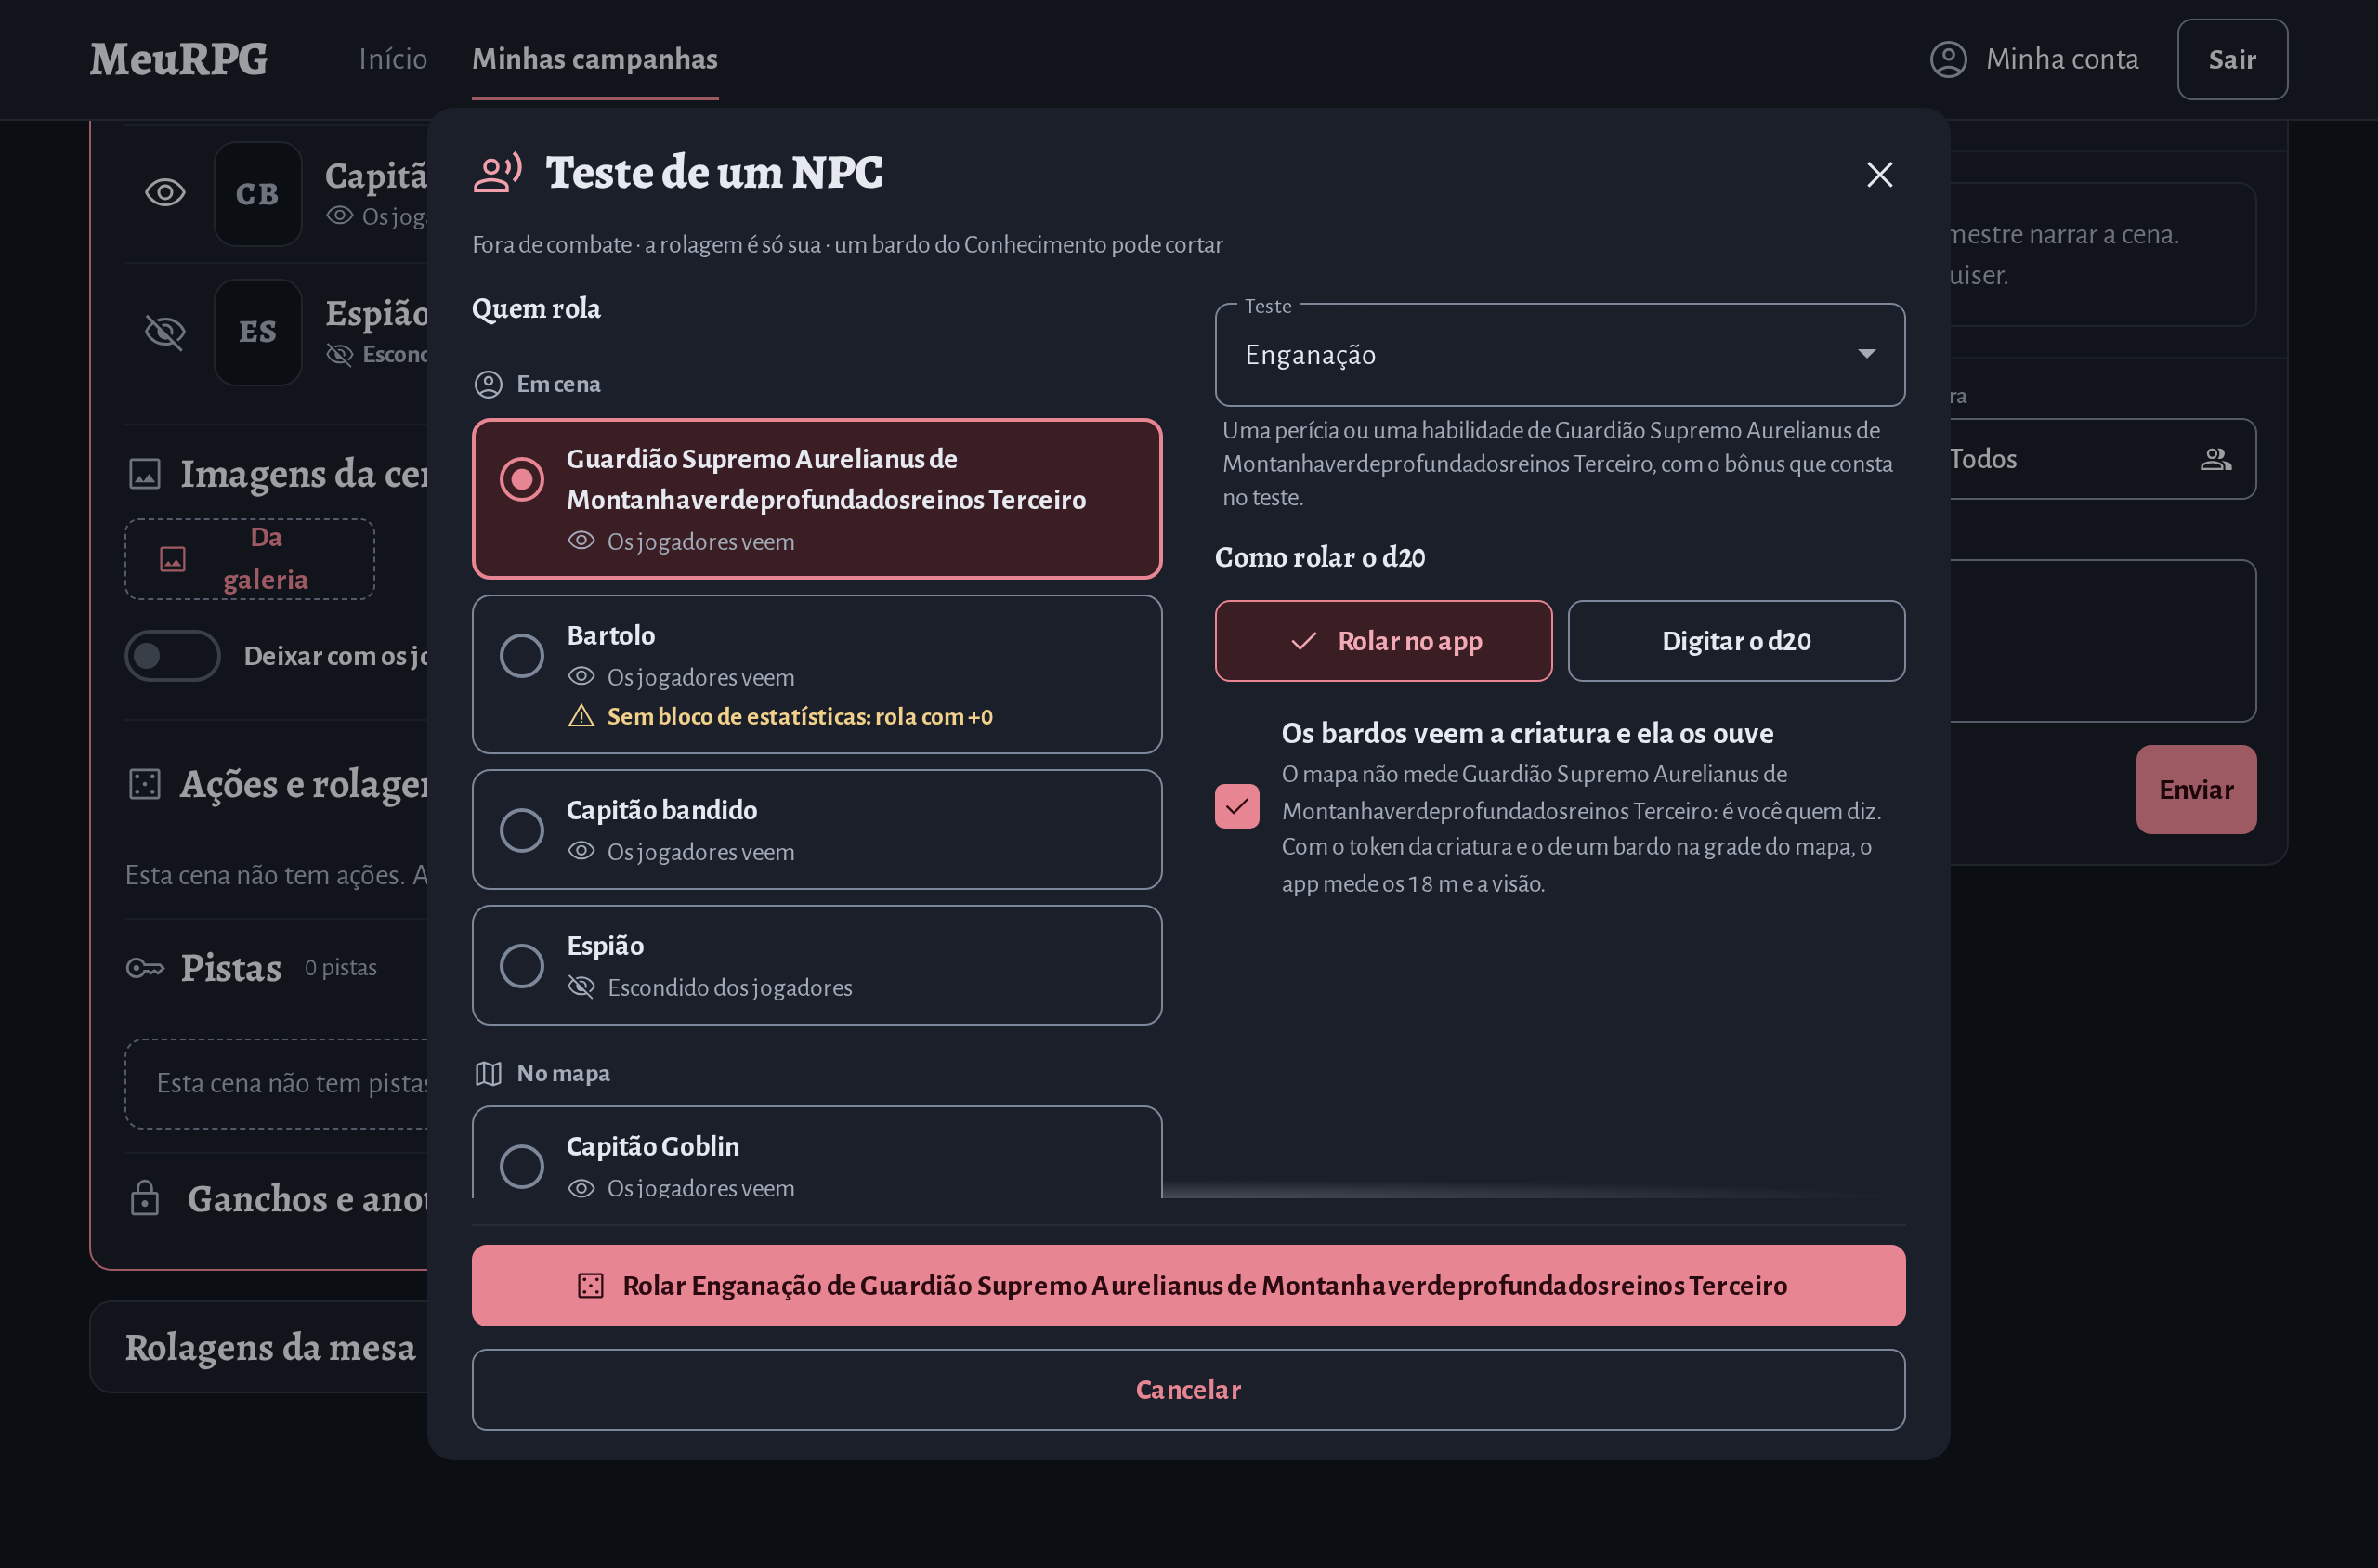 MeuRPG
Início
Minhas campanhas
Minha conta
Sair
CB
Capitã
Os jog
ES
Espião
Escond
Imagens da cen
Da
galeria
Deixar com os jo
Ações e rolagen
Esta cena não tem ações. A
Pistas
0 pistas
Esta cena não tem pistas
Ganchos e anot
Rolagens da mesa
Teste de um NPC
Fora de combate · a rolagem é só sua · um bardo do Conhecimento pode cortar
Quem rola
Em cena
Guardião Supremo Aurelianus de
Montanhaverdeprofundadosreinos Terceiro
Os jogadores veem
Bartolo
Os jogadores veem
Sem bloco de estatísticas: rola com +0
Capitão bandido
Os jogadores veem
Espião
Escondido dos jogadores
No mapa
Capitão Goblin
Os jogadores veem
Teste
Enganação
Uma perícia ou uma habilidade de Guardião Supremo Aurelianus de
Montanhaverdeprofundadosreinos Terceiro, com o bônus que consta
no teste.
Como rolar o d20
Rolar no app
Digitar o d20
Os bardos veem a criatura e ela os ouve
O mapa não mede Guardião Supremo Aurelianus de
Montanhaverdeprofundadosreinos Terceiro: é você quem diz.
Com o token da criatura e o de um bardo na grade do mapa, o
app mede os 18 m e a visão.
Rolar Enganação de Guardião Supremo Aurelianus de Montanhaverdeprofundadosreinos Terceiro
Cancelar
mestre narrar a cena.
uiser.
ra
Todos
Enviar